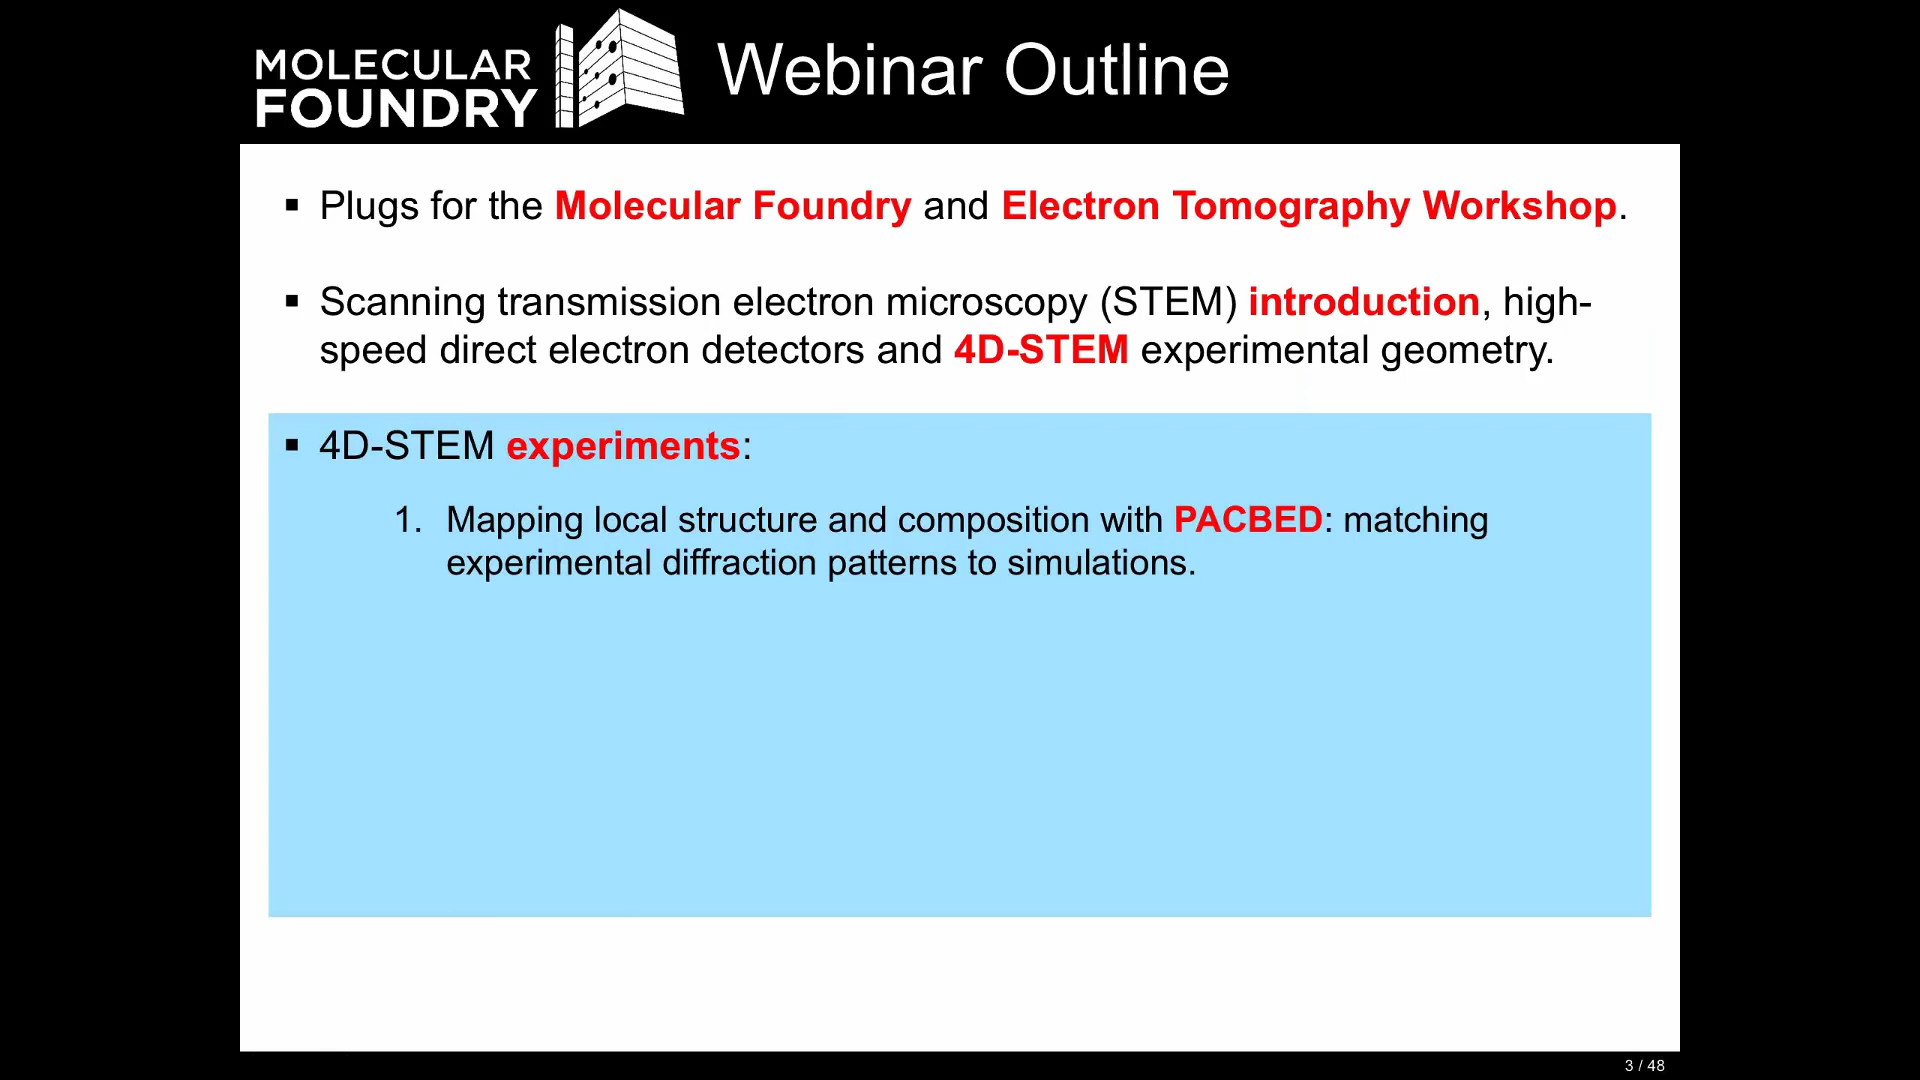 MOLECULAR
FOUNDRY
Webinar Outline
▪ Plugs for the Molecular Foundry and Electron Tomography Workshop.
▪ Scanning transmission electron microscopy (STEM) introduction, high-
speed direct electron detectors and 4D-STEM experimental geometry.
▪ 4D-STEM experiments:
1. Mapping local structure and composition with PACBED: matching
experimental diffraction patterns to simulations.
3 / 48